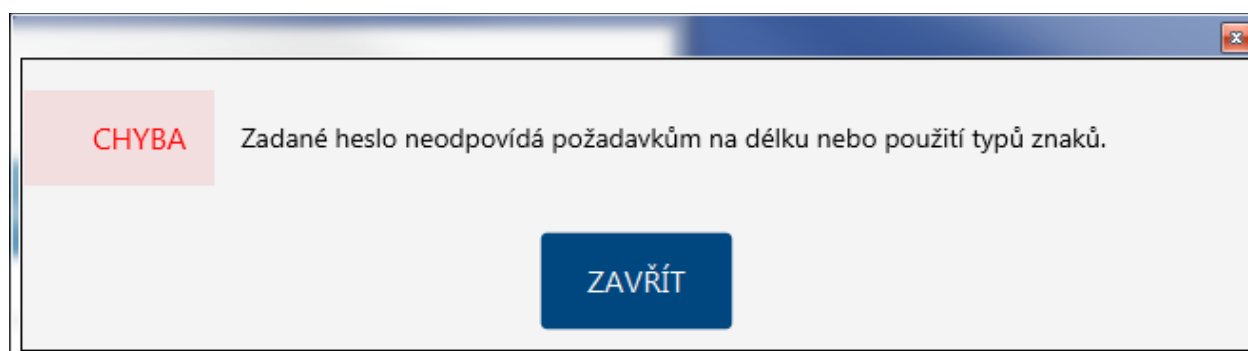 CHYBA
Zadané heslo neodpovídá požadavkům na délku nebo použití typů znaků.
ZAVŘÍT